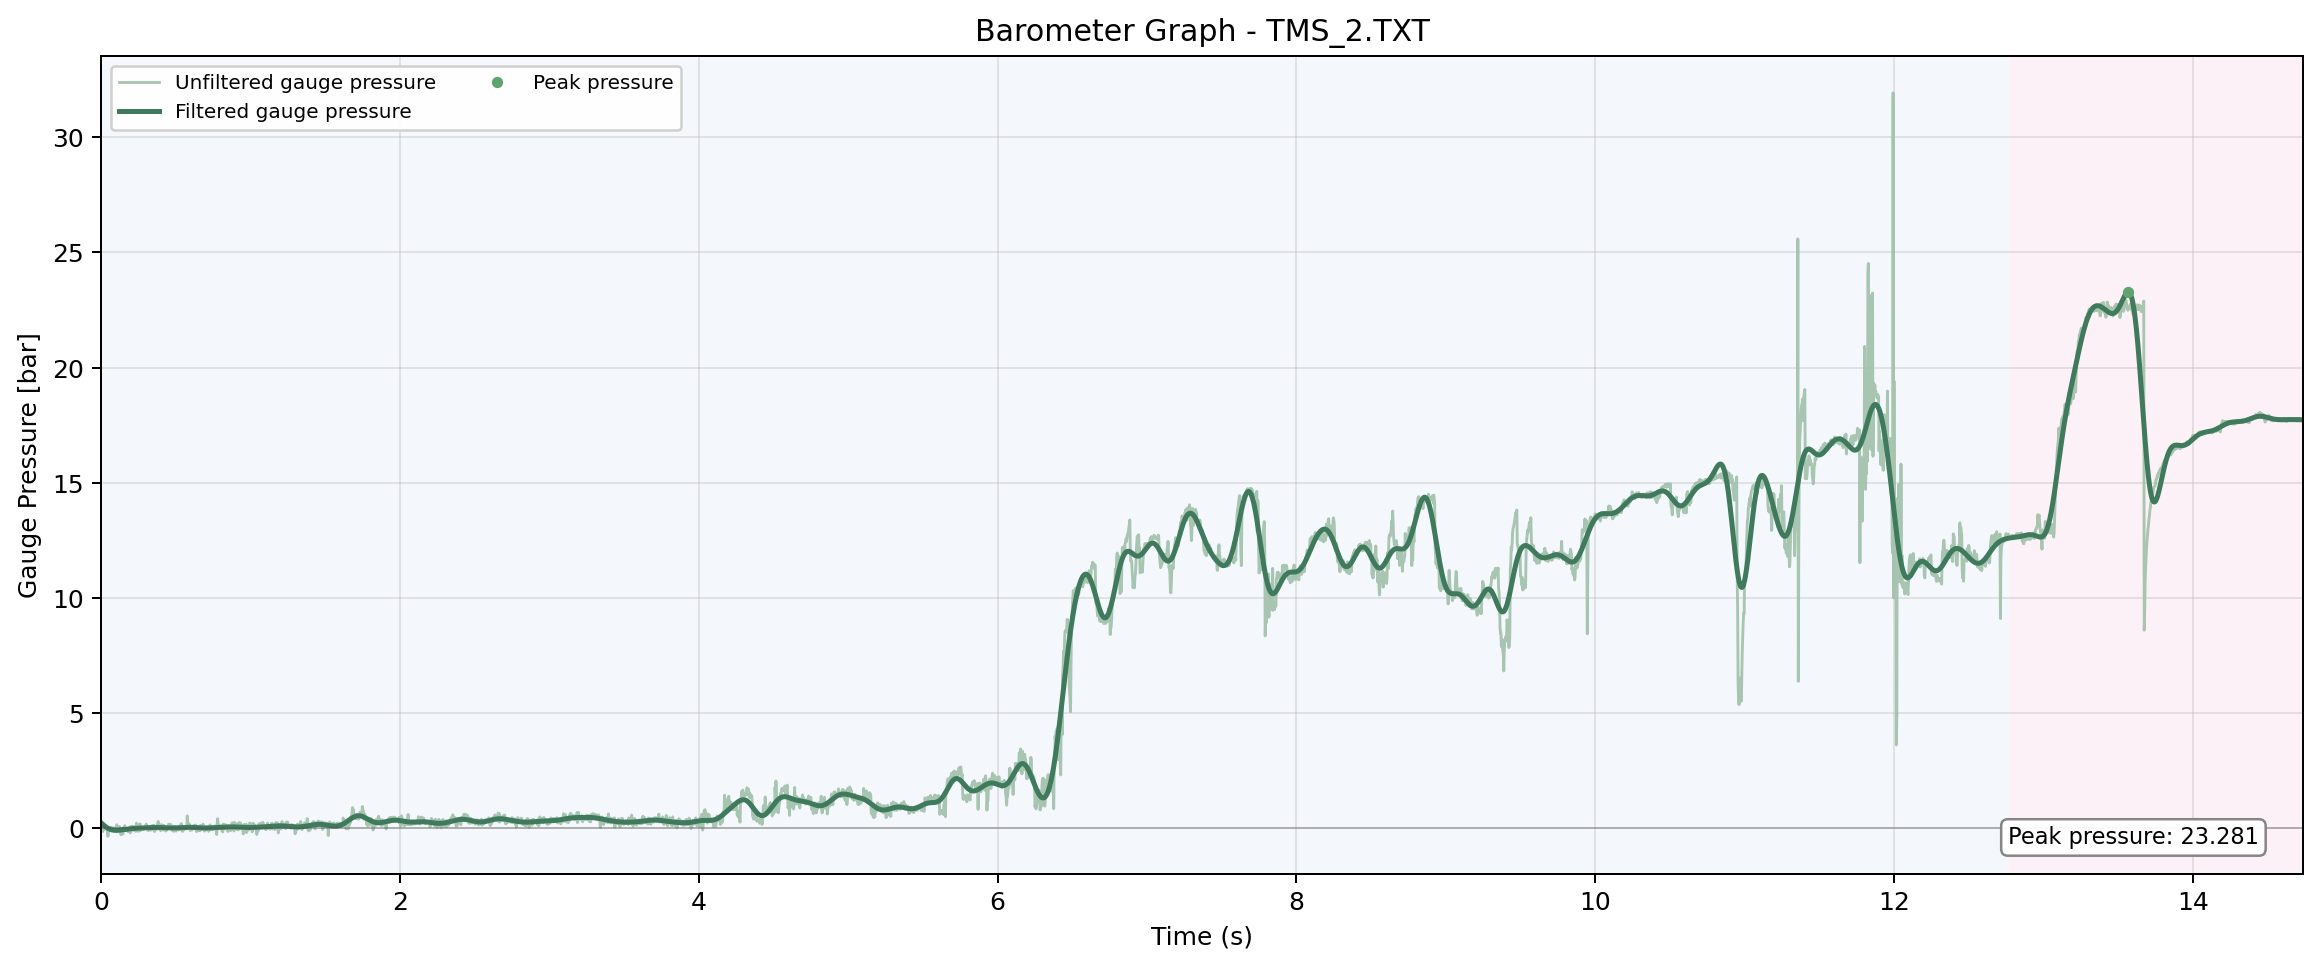 Barometer Graph - TMS_2.TXT
Unfiltered gauge pressure
Filtered gauge pressure
Peak pressure
Gauge Pressure [bar]
30
25
20
15
10
5
0
Peak pressure: 23.281
0 2 4 6 8 10 12 14
Time (s)